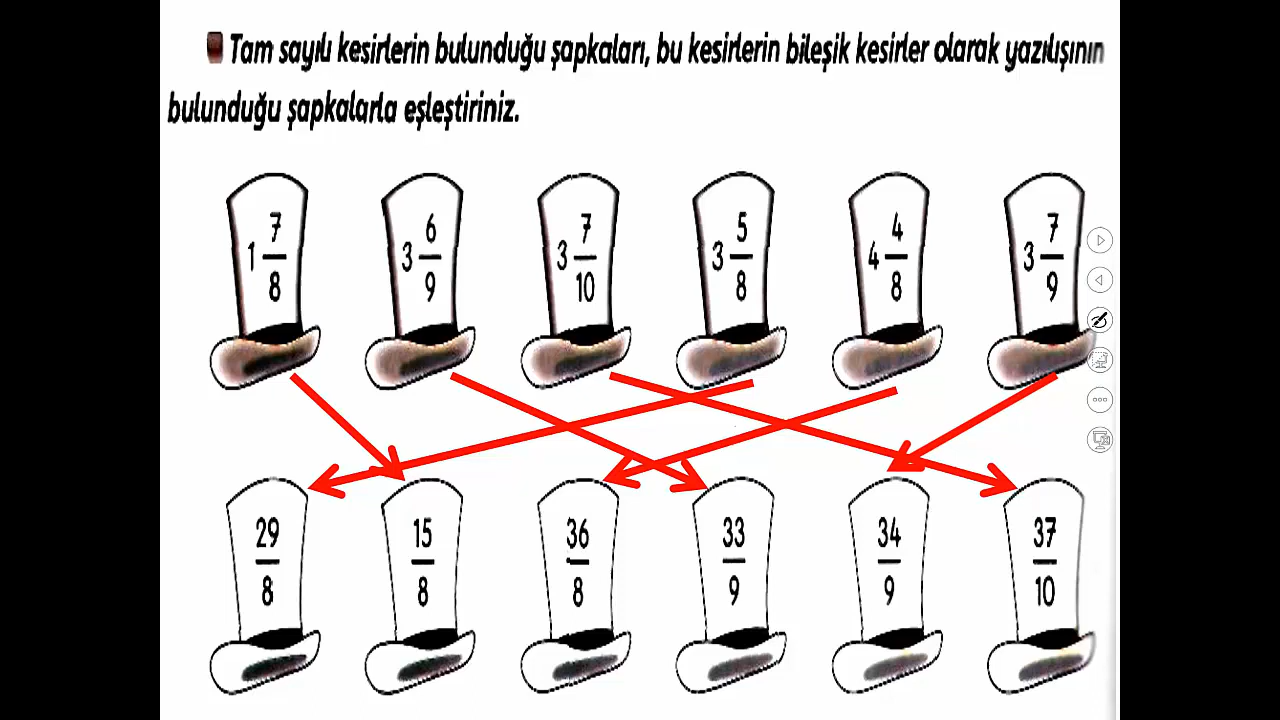 Tam sayılı kesirlerin bulunduğu şapkaları, bu kesirlerin bileşik kesirler olarak yazılışının
bulunduğu şapkalarla eşleştiriniz.
1 7/8 3 6/9 3 7/10 3 5/8 4 4/8 3 7/9
29/8 15/8 36/8 33/9 34/9 37/10